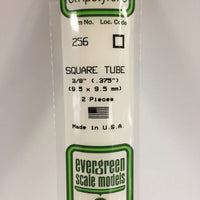 Item No. Loc. Code
256
SQUARE TUBE
3/8" (.375")
(9.5 x 9.5 mm)
2 Pieces
Made in U.S.A.
evergreen
scale models